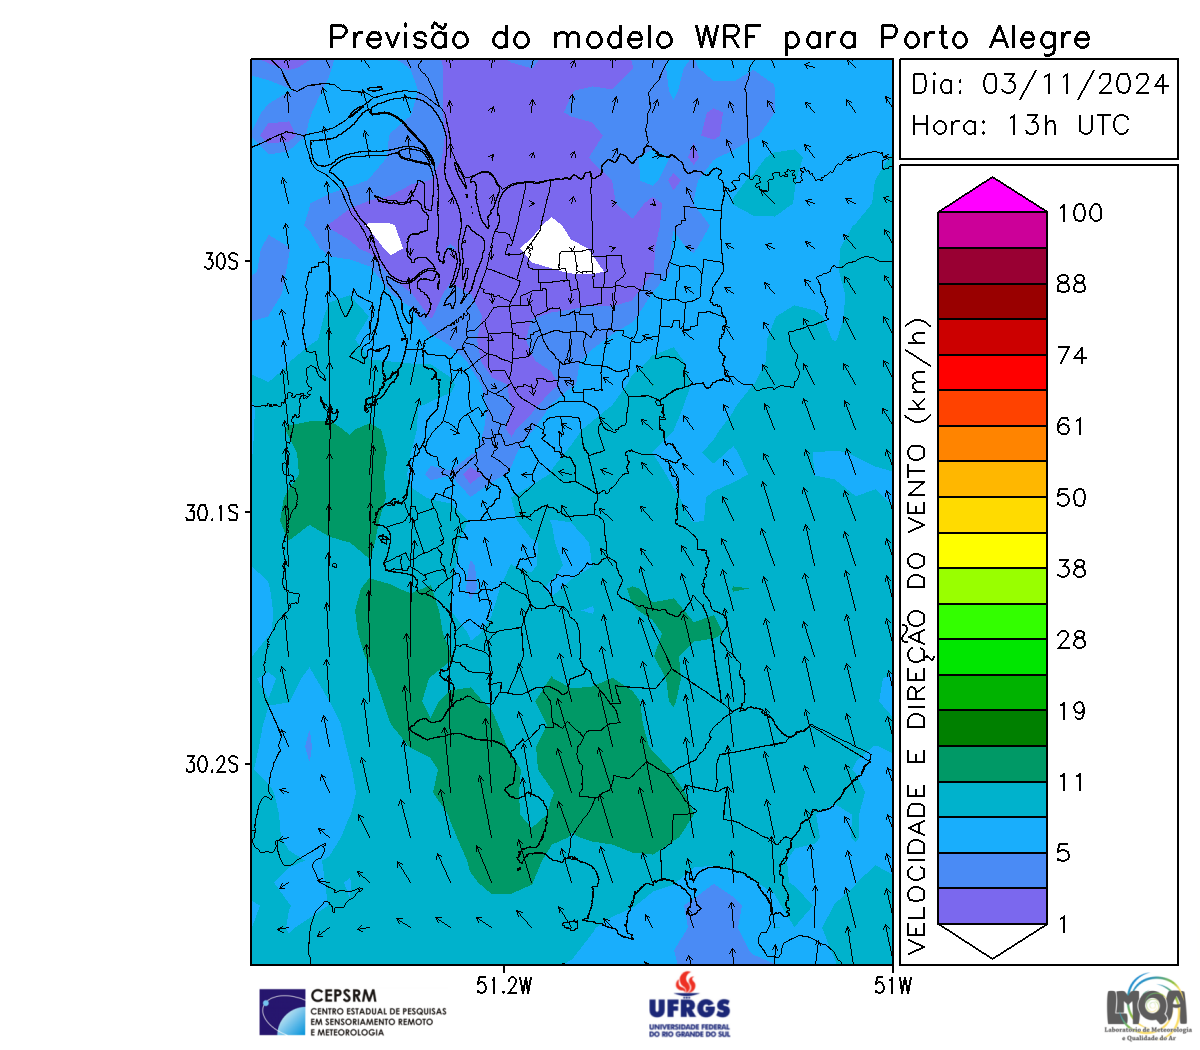 Previsão do modelo WRF para Porto Alegre
Dia: 03/11/2024
Hora: 13h UTC
VELOCIDADE E DIREÇÃO DO VENTO (km/h)
100
88
74
61
50
38
28
19
11
5
1
30S
30.1S
30.2S
51.2W
51W
CEPSRM
CENTRO ESTADUAL DE PESQUISAS
EM SENSORIAMENTO REMOTO
E METEOROLOGIA
UFRGS
UNIVERSIDADE FEDERAL
DO RIO GRANDE DO SUL
LMQA
Laboratório de Meteorologia
e Qualidade do Ar